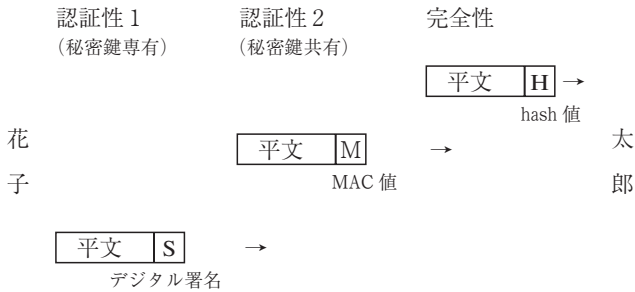 認証性1 認証性2 完全性
(秘密鍵専有) (秘密鍵共有)
平文 H →
hash 値
花子 太郎
平文 M →
MAC 値
平文 S →
デジタル署名